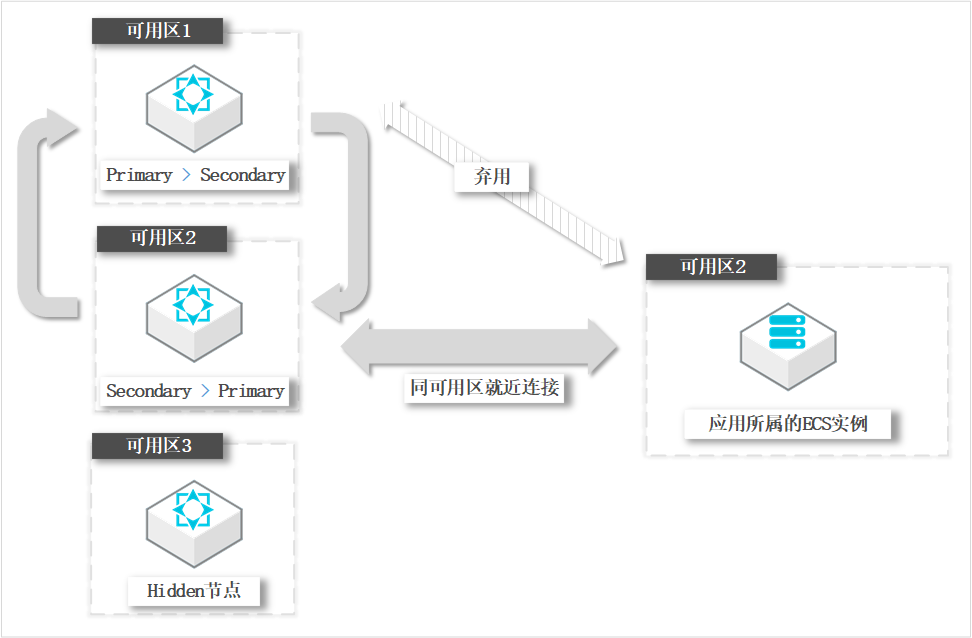 可用区1
Primary > Secondary
可用区2
Secondary > Primary
可用区3
Hidden节点
弃用
同可用区就近连接
可用区2
应用所属的ECS实例